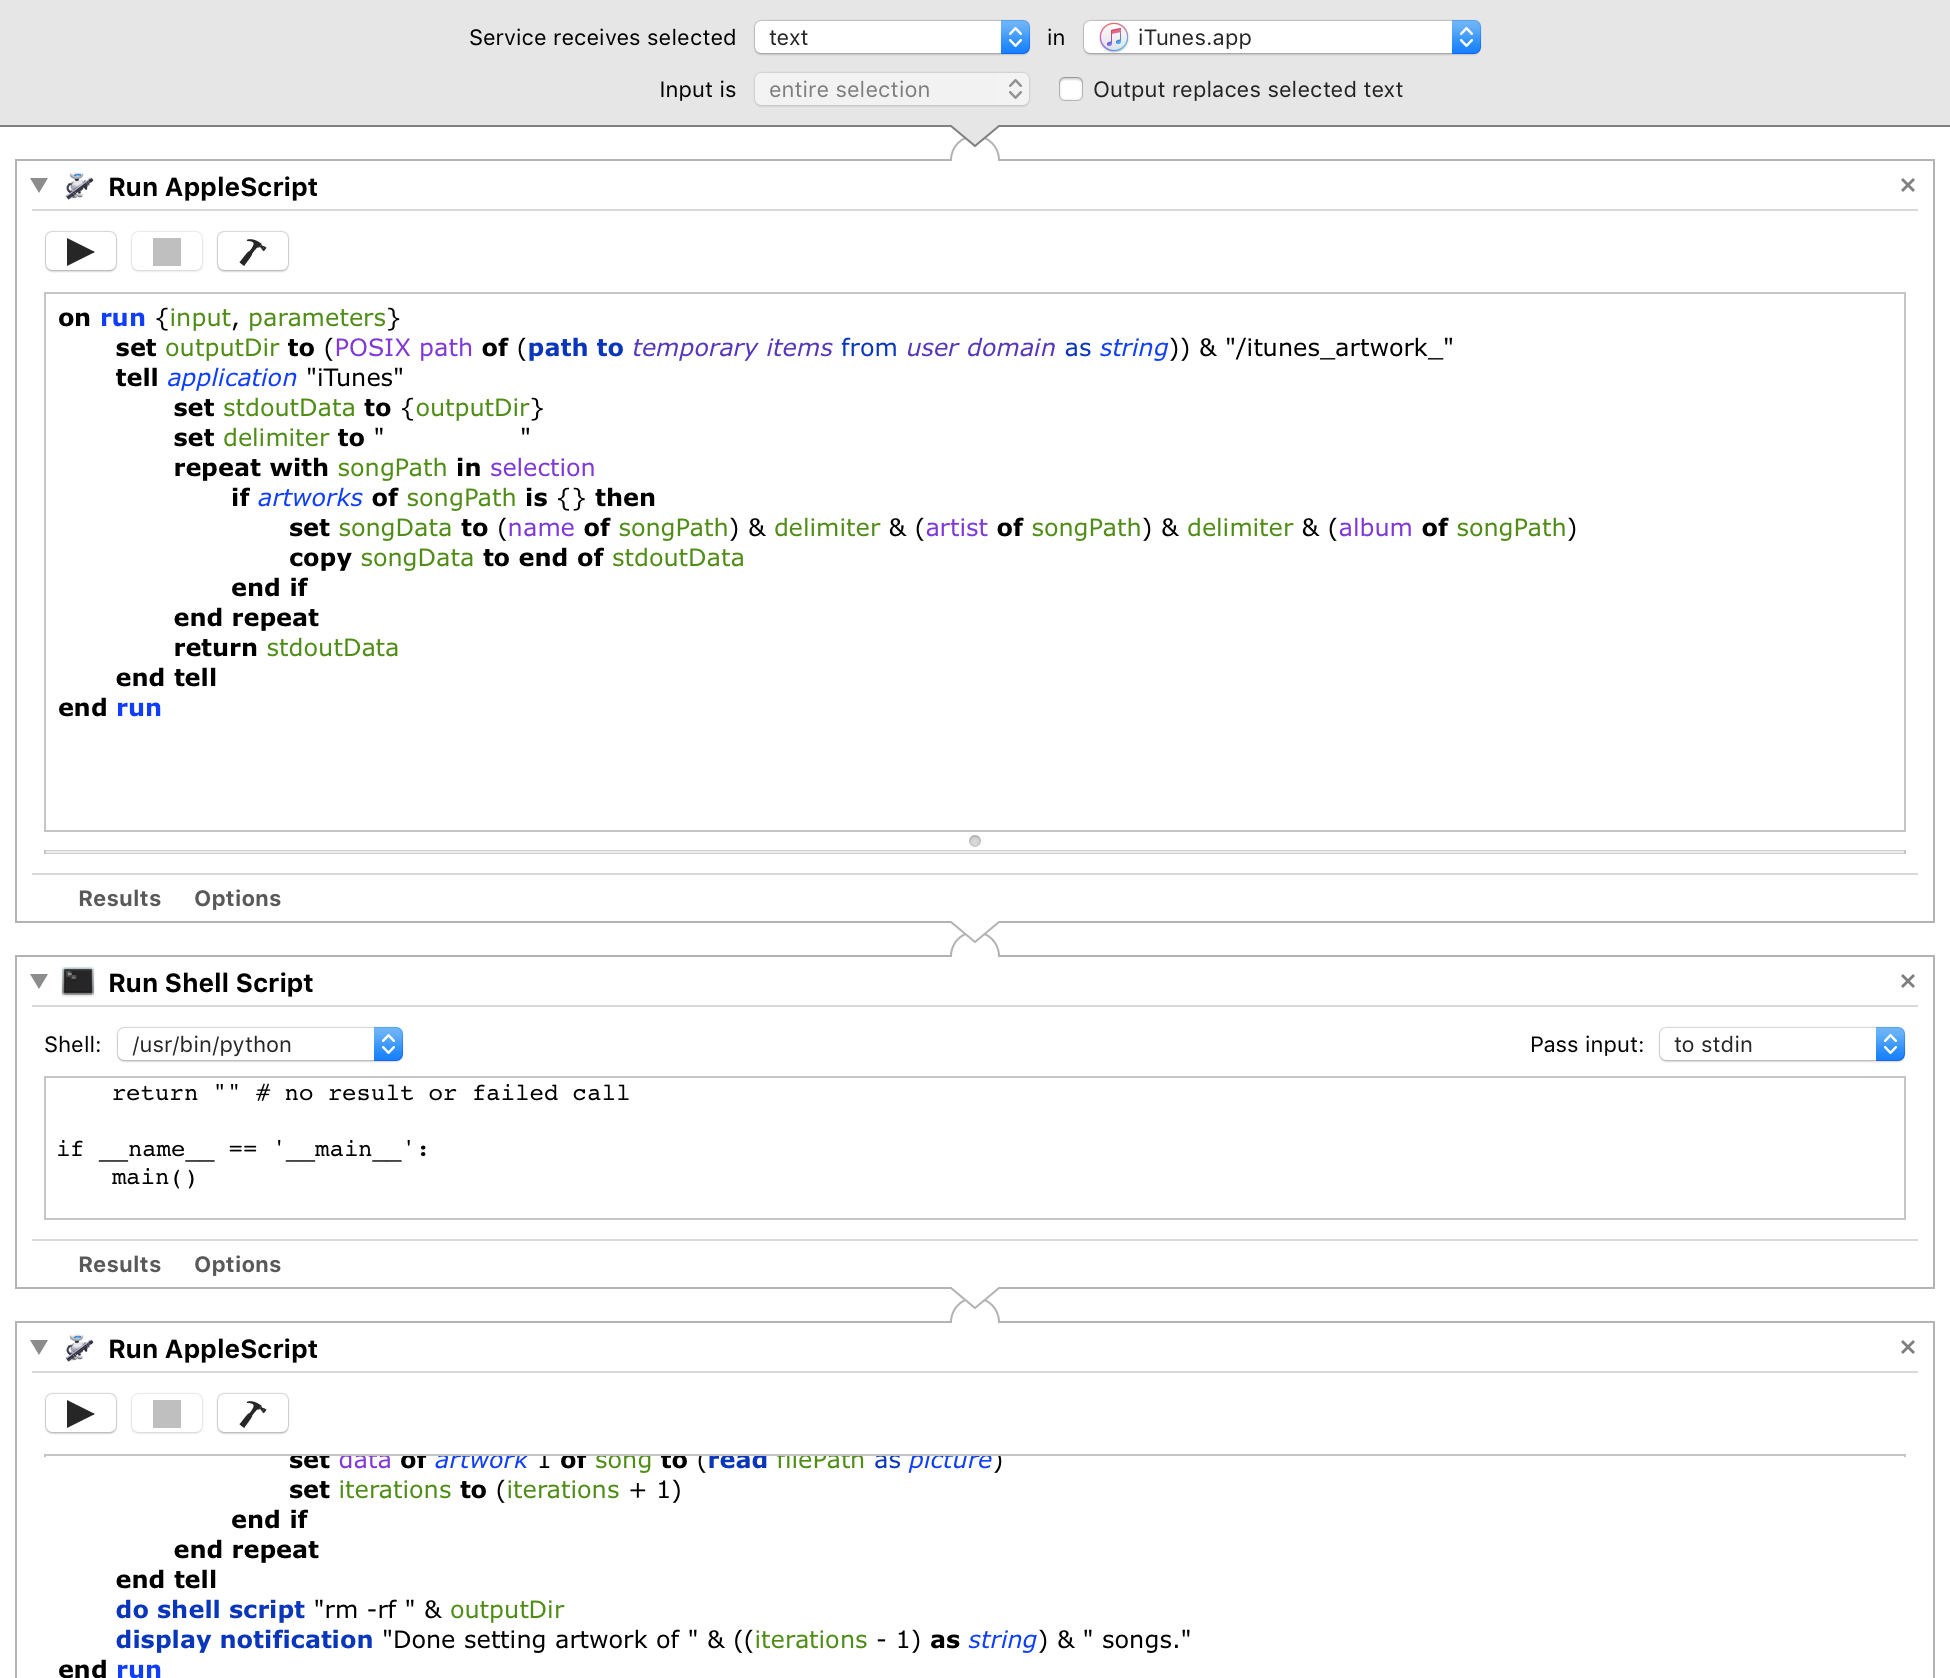 Service receives selected text in iTunes.app
Input is entire selection Output replaces selected text
Run AppleScript
on run {input, parameters}
set outputDir to (POSIX path of (path to temporary items from user domain as string)) & "/itunes_artwork_"
tell application "iTunes"
set stdoutData to {outputDir}
set delimiter to "          "
repeat with songPath in selection
if artworks of songPath is {} then
set songData to (name of songPath) & delimiter & (artist of songPath) & delimiter & (album of songPath)
copy songData to end of stdoutData
end if
end repeat
return stdoutData
end tell
end run
Results Options
Run Shell Script
Shell: /usr/bin/python Pass input: to stdin
return "" # no result or failed call
if __name__ == '__main__':
main()
Results Options
Run AppleScript
set data of artwork 1 of song to (read filePath as picture)
set iterations to (iterations + 1)
end if
end repeat
end tell
do shell script "rm -rf " & outputDir
display notification "Done setting artwork of " & ((iterations - 1) as string) & " songs."
end run